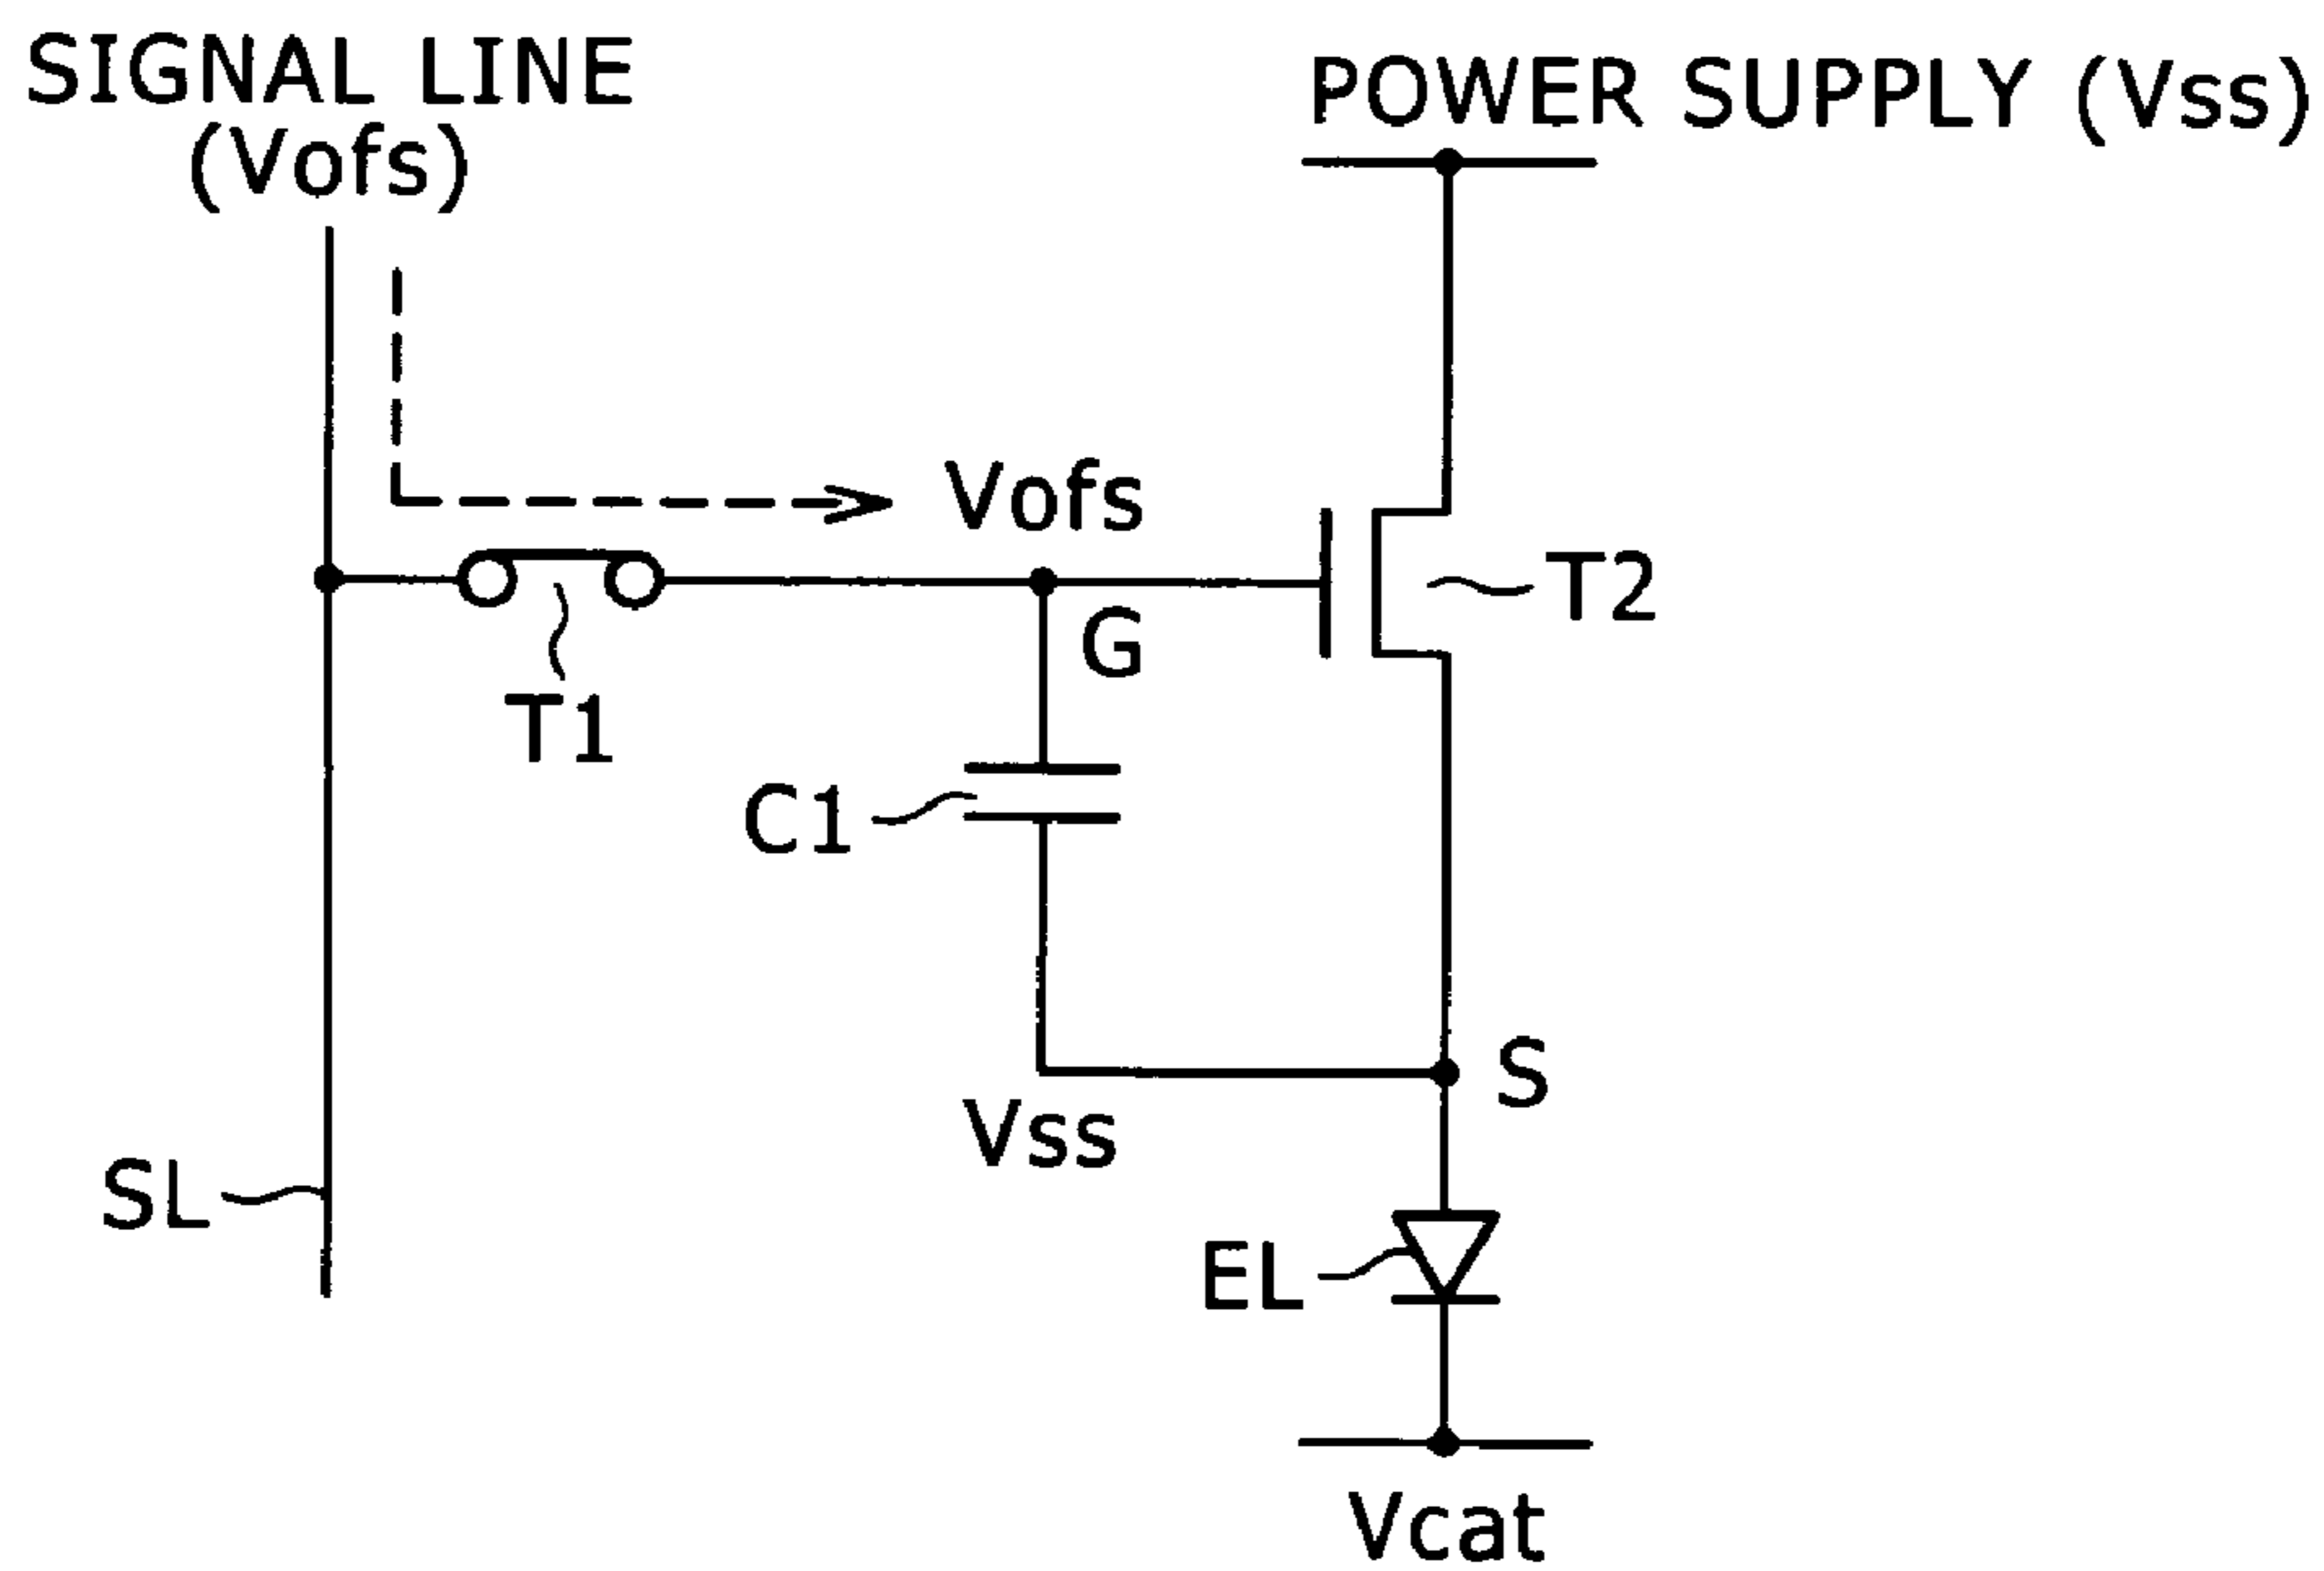 SIGNAL LINE
(Vofs)
POWER SUPPLY (Vss)
Vofs
T2
G
T1
C1
S
Vss
SL
EL
Vcat